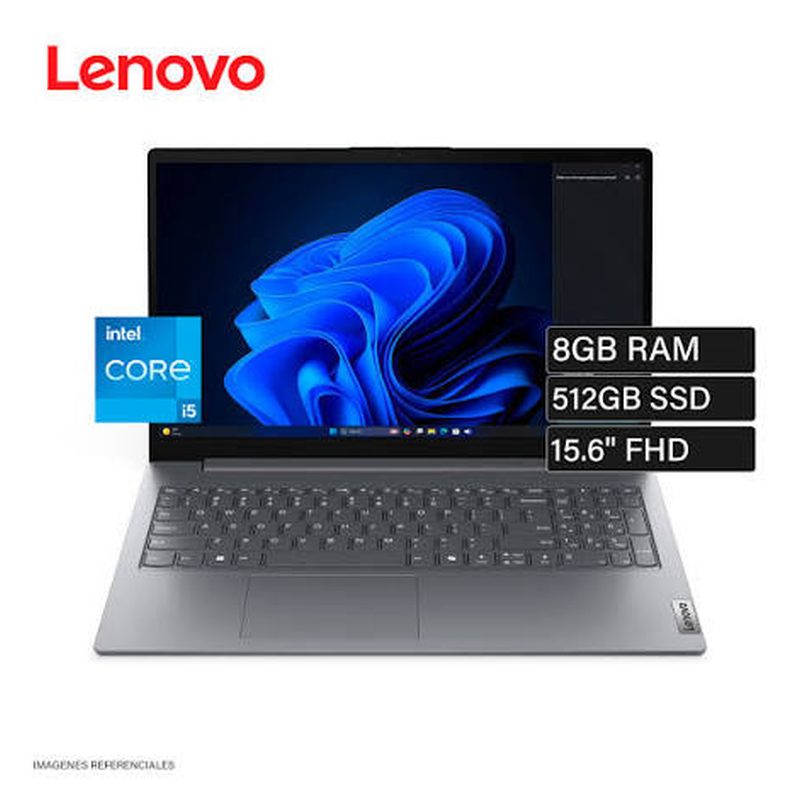 Lenovo
intel
CORE
i5
8GB RAM
512GB SSD
15.6" FHD
Lenovo
IMAGENES REFERENCIALES